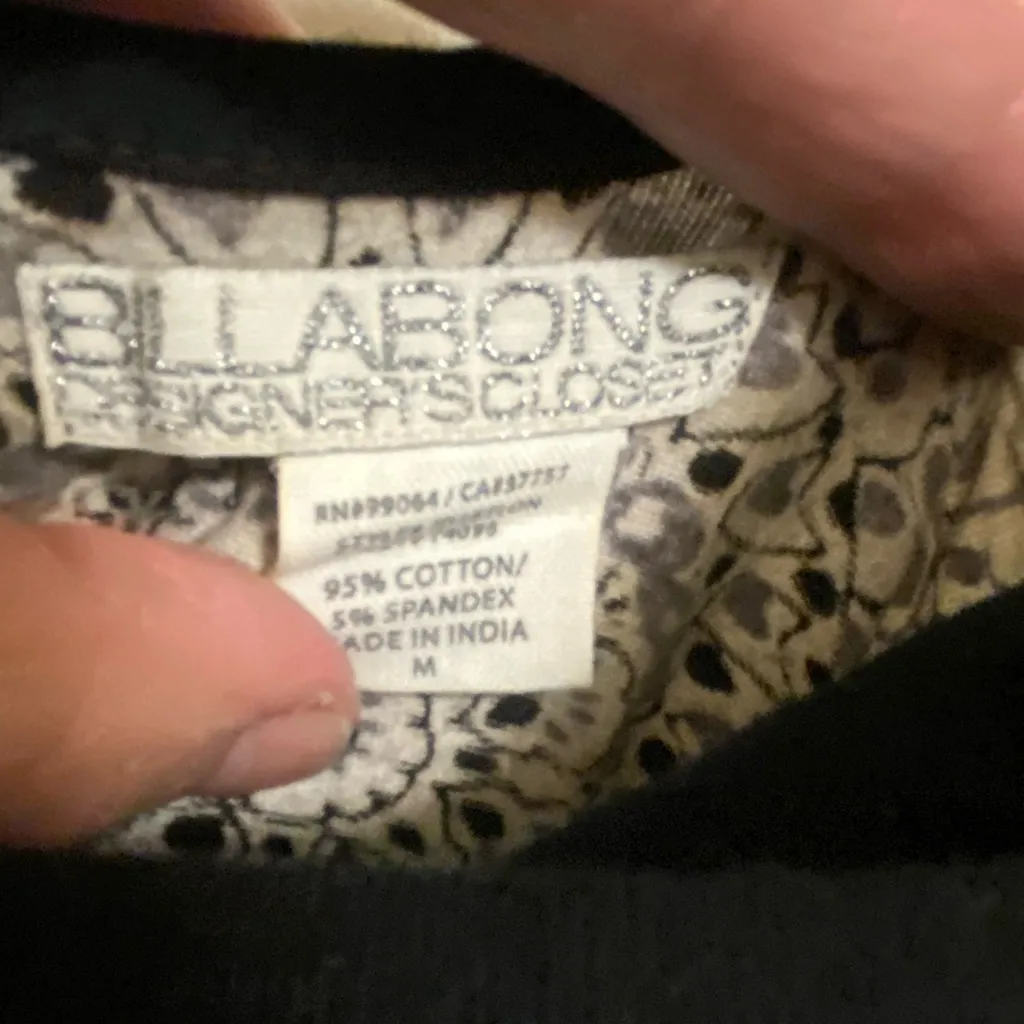 BILLABONG
DESIGNER'S CLOSET
RN#99064 / CA#37757
95% COTTON/
5% SPANDEX
ADE IN INDIA
M